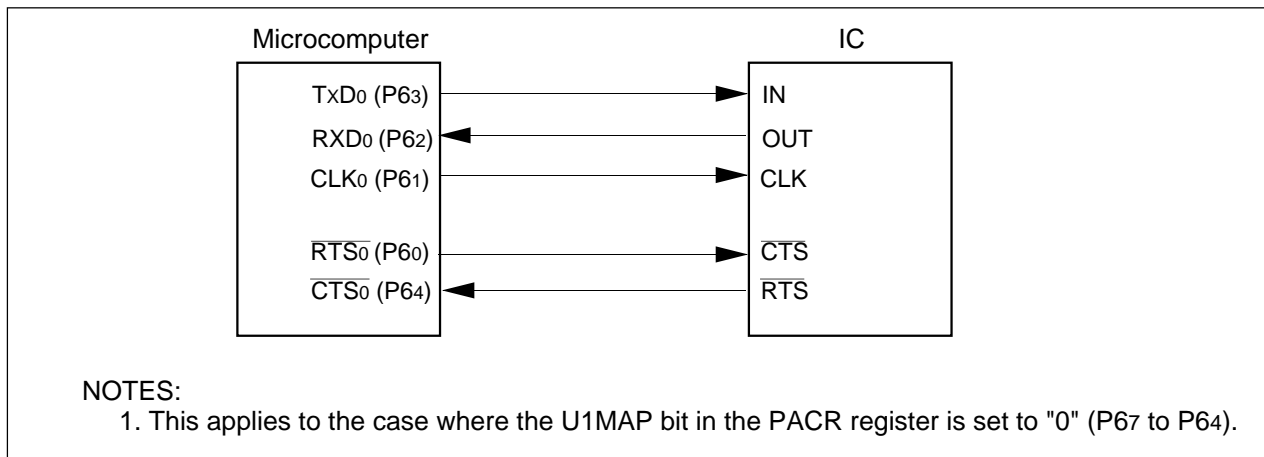 Microcomputer IC
TxD0 (P63) IN
RXD0 (P62) OUT
CLK0 (P61) CLK
RTS0 (P60) CTS
CTS0 (P64) RTS
NOTES:
1. This applies to the case where the U1MAP bit in the PACR register is set to "0" (P67 to P64).